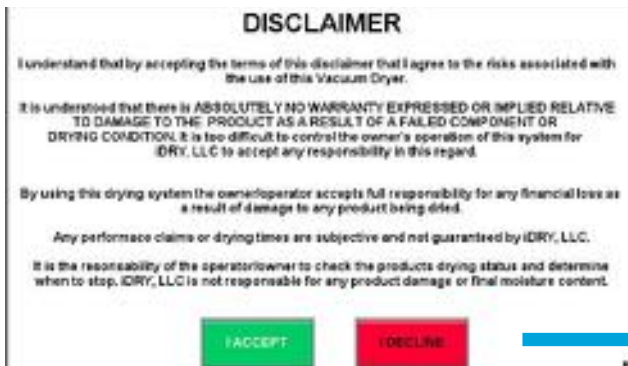 DISCLAIMER
I understand that by accepting the terms of this disclaimer that I agree to the risks associated with
the use of this Vacuum Dryer.
It is understood that there is ABSOLUTELY NO WARRANTY EXPRESSED OR IMPLIED RELATIVE
TO DAMAGE TO THE PRODUCT AS A RESULT OF A FAILED COMPONENT OR
DRYING CONDITION. It is too difficult to control the owner's operation of this system for
iDRY, LLC to accept any responsibility in this regard.
By using this drying system the owner/operator accepts full responsibility for any financial loss as
a result of damage to any product being dried.
Any performace claims or drying times are subjective and not guaranteed by iDRY, LLC.
It is the resonsability of the operator/owner to check the products drying status and determine
when to stop. iDRY, LLC is not responsable for any product damage or final moisture content.
I ACCEPT
I DECLINE